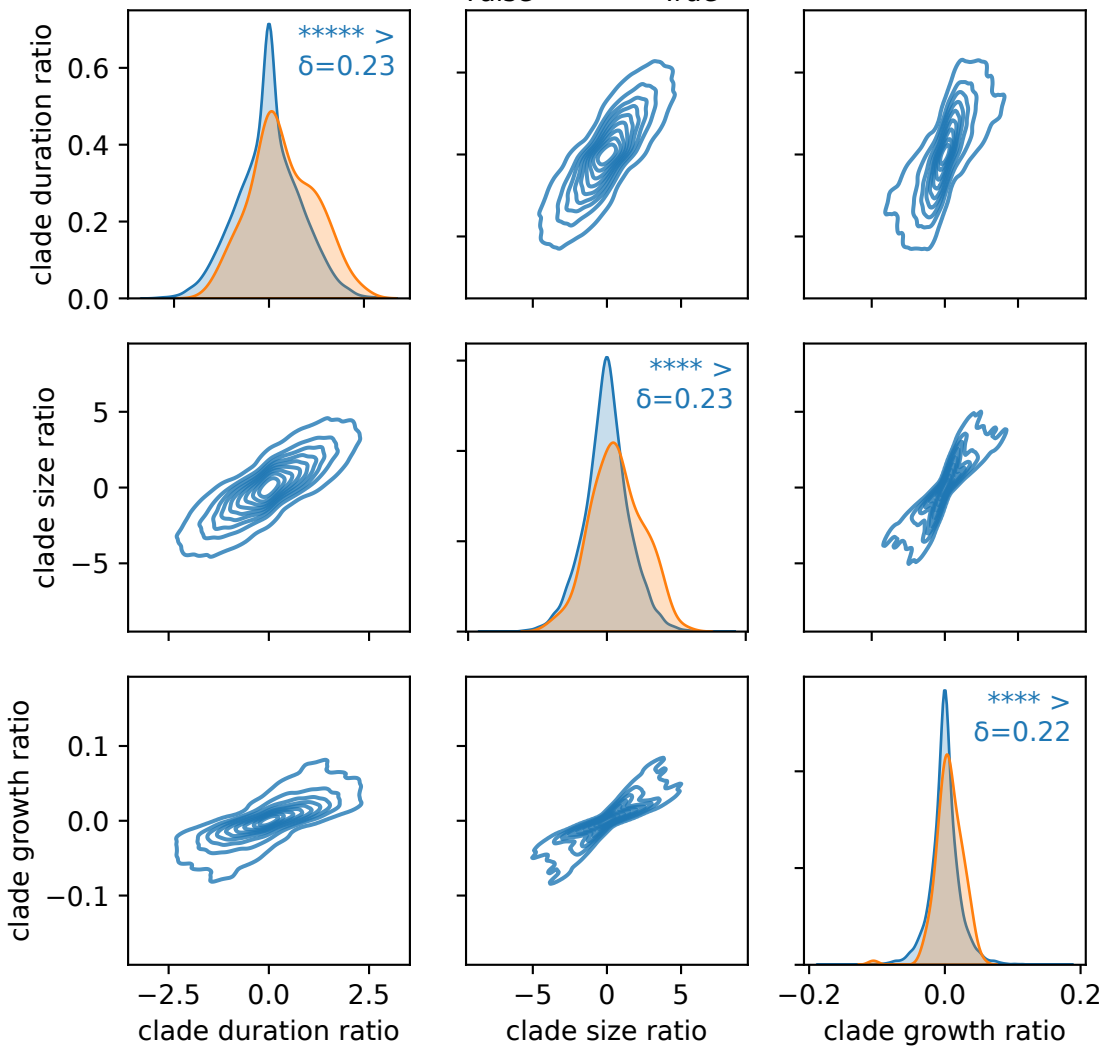 clade duration ratio
0.6
0.4
0.2
0.0
***** >
δ=0.23
clade size ratio
5
0
−5
**** >
δ=0.23
clade growth ratio
0.1
0.0
−0.1
**** >
δ=0.22
−2.5 0.0 2.5
clade duration ratio
−5 0 5
clade size ratio
−0.2 0.0 0.2
clade growth ratio